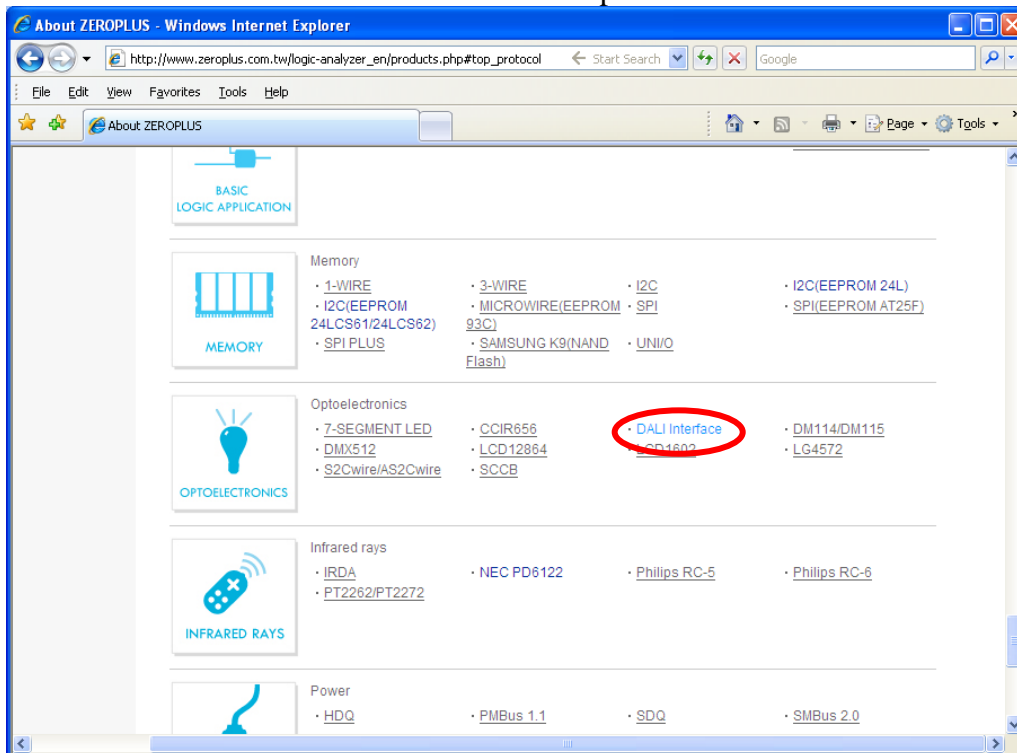 About ZEROPLUS - Windows Internet Explorer
http://www.zeroplus.com.tw/logic-analyzer_en/products.php#top_protocol
Start Search
Google
File Edit View Favorites Tools Help
About ZEROPLUS
Page
Tools
BASIC
LOGIC APPLICATION
MEMORY
Memory
· 1-WIRE · 3-WIRE · I2C · I2C(EEPROM 24L)
· I2C(EEPROM 24LCS61/24LCS62) · MICROWIRE(EEPROM 93C) · SPI · SPI(EEPROM AT25F)
· SPI PLUS · SAMSUNG K9(NAND Flash) · UNI/O
OPTOELECTRONICS
Optoelectronics
· 7-SEGMENT LED · CCIR656 · DALI Interface · DM114/DM115
· DMX512 · LCD12864 · LCD1602 · LG4572
· S2Cwire/AS2Cwire · SCCB
INFRARED RAYS
Infrared rays
· IRDA · NEC PD6122 · Philips RC-5 · Philips RC-6
· PT2262/PT2272
Power
· HDQ · PMBus 1.1 · SDQ · SMBus 2.0